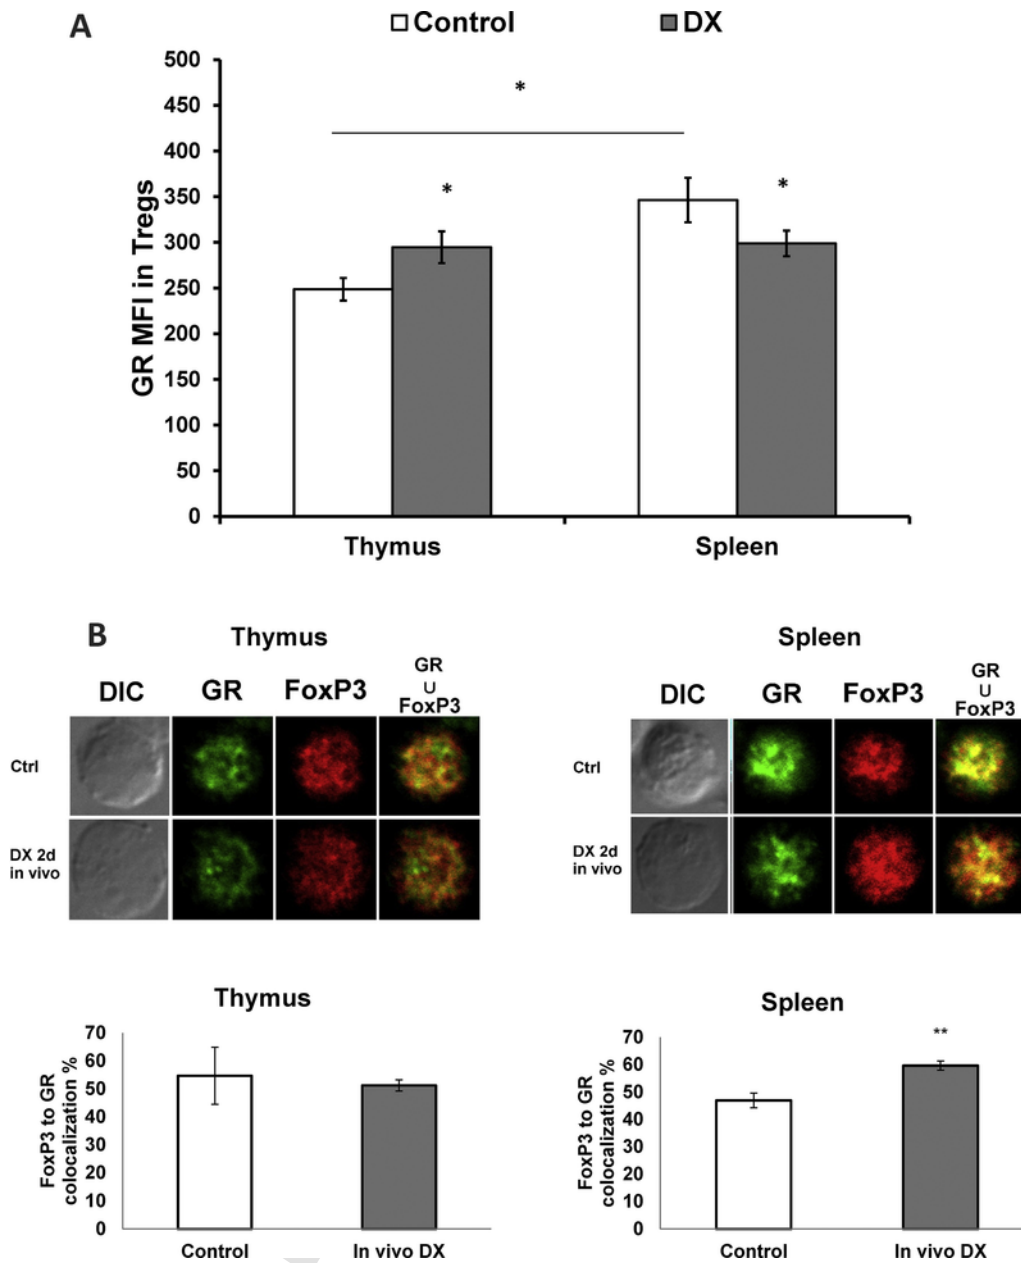 A
Control
DX
*
*
*
500
450
400
350
300
250
200
150
100
50
0
GR MFI in Tregs
Thymus
Spleen
B
Thymus
DIC
GR
FoxP3
GR
∪
FoxP3
Ctrl
DX 2d
in vivo
Spleen
DIC
GR
FoxP3
GR
∪
FoxP3
Ctrl
DX 2d
in vivo
Thymus
70
60
50
40
30
20
10
0
FoxP3 to GR
colocalization %
Control
In vivo DX
Spleen
**
70
60
50
40
30
20
10
0
FoxP3 to GR
colocalization %
Control
In vivo DX